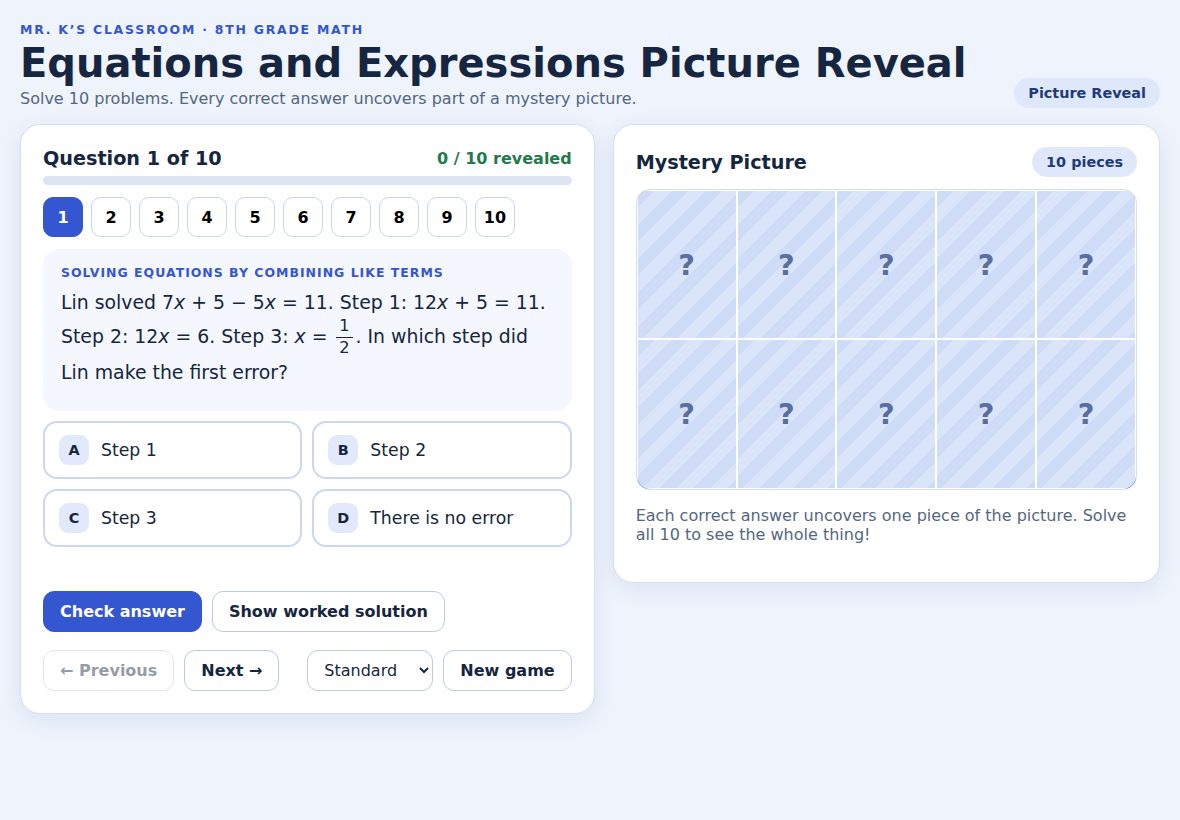 MR. K’S CLASSROOM · 8TH GRADE MATH
Equations and Expressions Picture Reveal
Solve 10 problems. Every correct answer uncovers part of a mystery picture.
Picture Reveal
Question 1 of 10
0 / 10 revealed
1 2 3 4 5 6 7 8 9 10
SOLVING EQUATIONS BY COMBINING LIKE TERMS
Lin solved 7x + 5 − 5x = 11. Step 1: 12x + 5 = 11.
Step 2: 12x = 6. Step 3: x = 1/2. In which step did
Lin make the first error?
A Step 1
B Step 2
C Step 3
D There is no error
Check answer
Show worked solution
← Previous
Next →
Standard
New game
Mystery Picture
10 pieces
? ? ? ? ?
? ? ? ? ?
Each correct answer uncovers one piece of the picture. Solve
all 10 to see the whole thing!